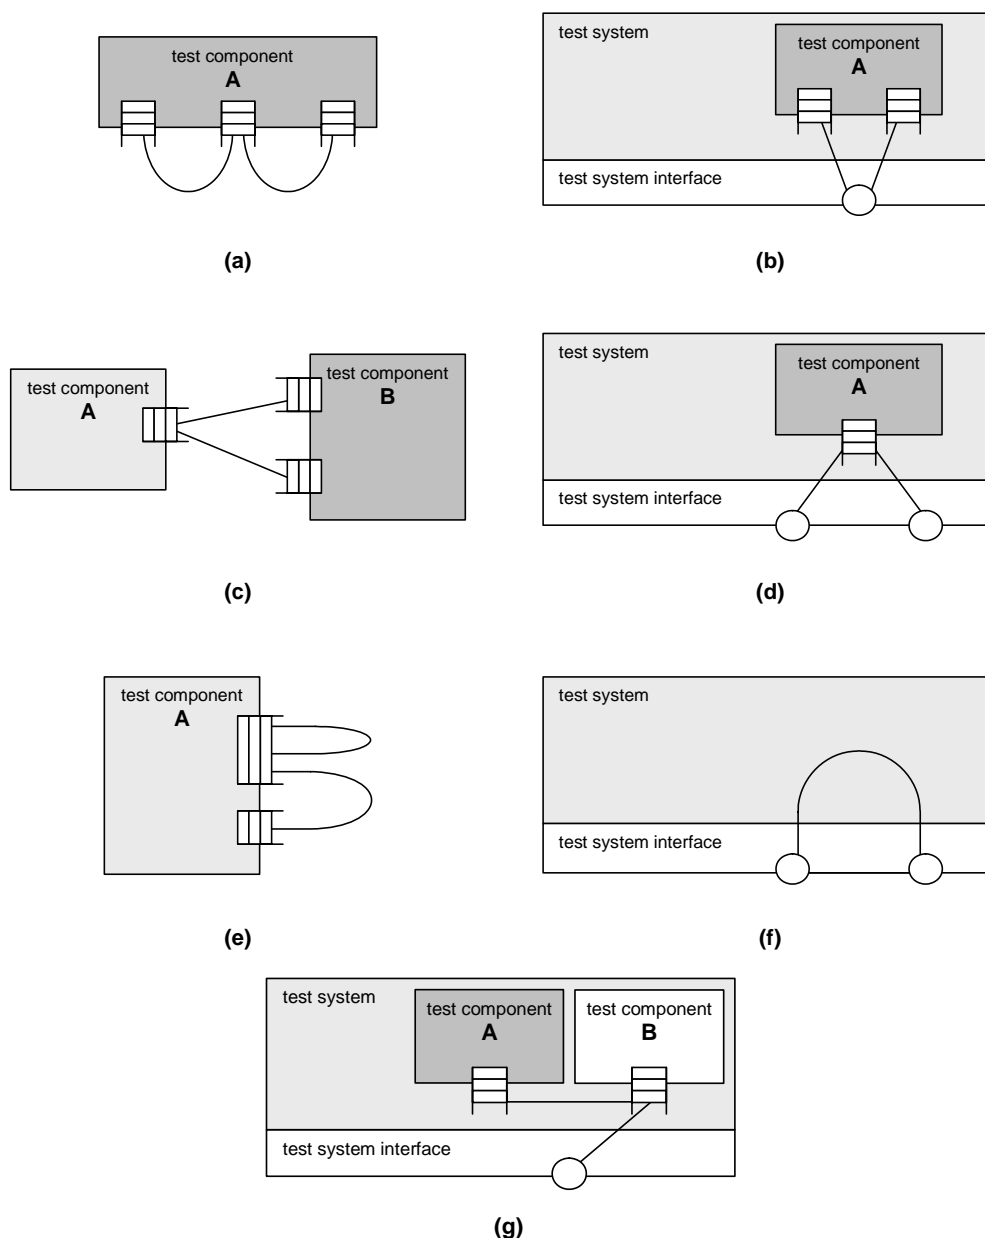 test component
A
(a)
test system
test component
A
test system interface
(b)
test component
A
test component
B
(c)
test system
test component
A
test system interface
(d)
test component
A
(e)
test system
test system interface
(f)
test system
test component
A
test component
B
test system interface
(g)